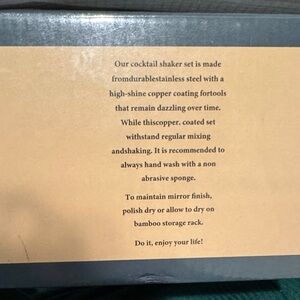 Our cocktail shaker set is made
fromdurablestainless steel with a
high-shine copper coating fortools
that remain dazzling over time.
While thiscopper. coated set
withstand regular mixing
andshaking. It is recommended to
always hand wash with a non
abrasive sponge.
To maintain mirror finish,
polish dry or allow to dry on
bamboo storage rack.
Do it, enjoy your life!